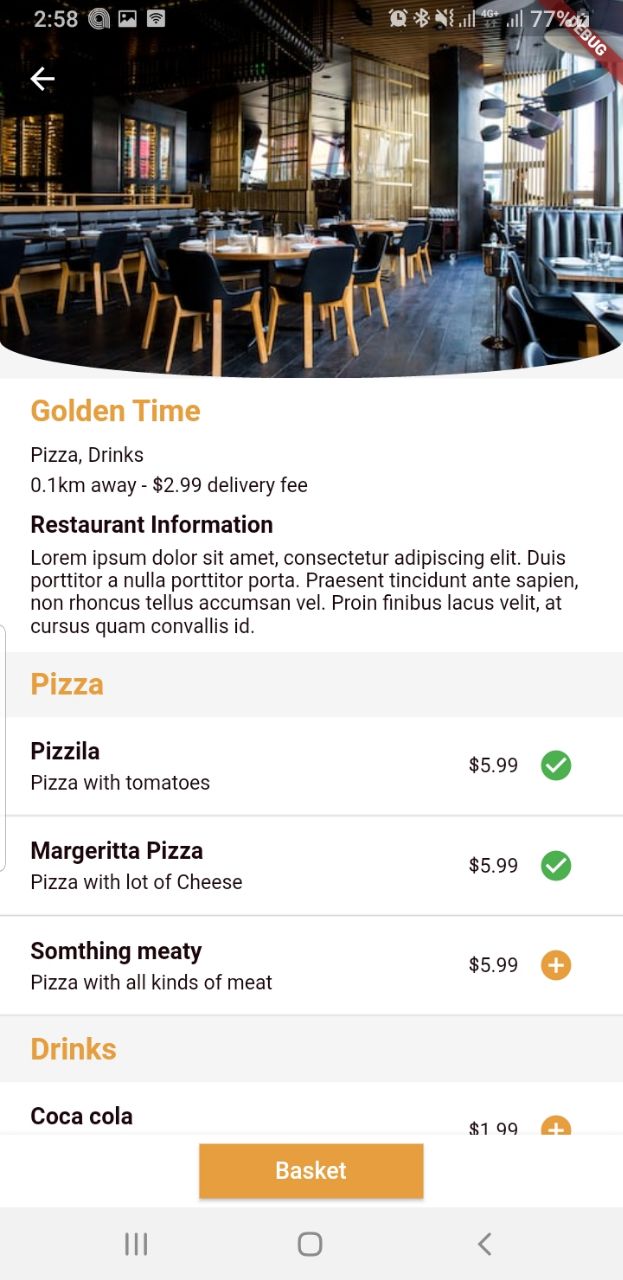 2:58
4G+
77%
DEBUG
Golden Time
Pizza, Drinks
0.1km away - $2.99 delivery fee
Restaurant Information
Lorem ipsum dolor sit amet, consectetur adipiscing elit. Duis
porttitor a nulla porttitor porta. Praesent tincidunt ante sapien,
non rhoncus tellus accumsan vel. Proin finibus lacus velit, at
cursus quam convallis id.
Pizza
Pizzila
$5.99
Pizza with tomatoes
Margeritta Pizza
$5.99
Pizza with lot of Cheese
Somthing meaty
$5.99
Pizza with all kinds of meat
Drinks
Coca cola
$1.99
Basket